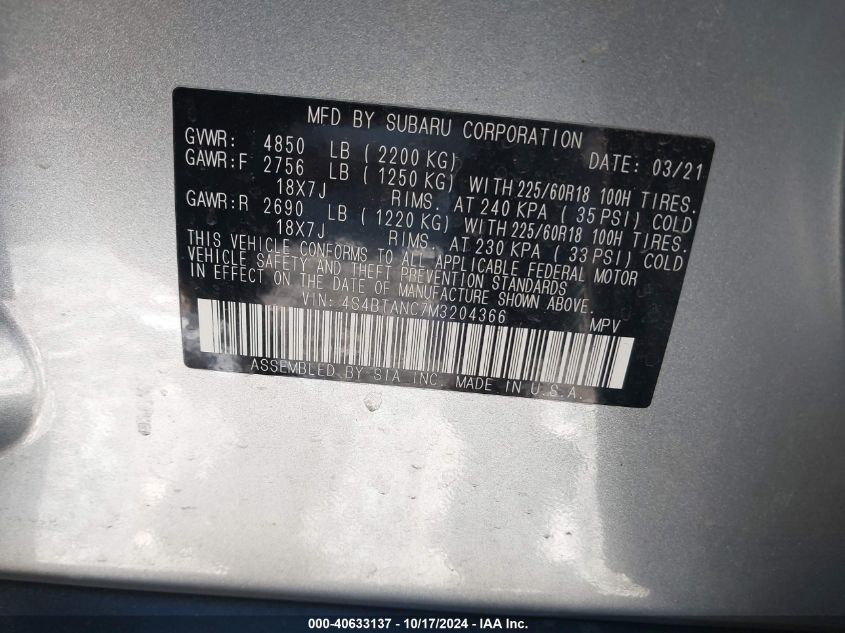 MFD BY SUBARU CORPORATION
GVWR: 4850 LB ( 2200 KG) DATE: 03/21
GAWR:F 2756 LB ( 1250 KG) WITH 225/60R18 100H TIRES.
18X7J RIMS. AT 240 KPA ( 35 PSI) COLD
GAWR:R 2690 LB ( 1220 KG) WITH 225/60R18 100H TIRES.
18X7J RIMS. AT 230 KPA ( 33 PSI) COLD
THIS VEHICLE CONFORMS TO ALL APPLICABLE FEDERAL MOTOR
VEHICLE SAFETY AND THEFT PREVENTION STANDARDS
IN EFFECT ON THE DATE OF MANUFACTURE SHOWN ABOVE.
VIN: 4S4BTANC7M3204366 MPV
ASSEMBLED BY SIA INC. MADE IN U.S.A.
000-40633137 - 10/17/2024 - IAA Inc.